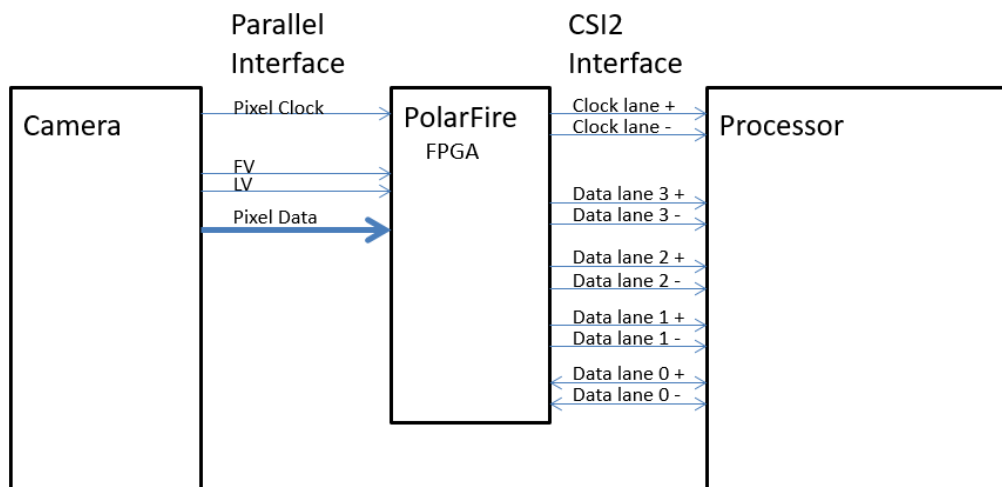 Parallel
Interface
CSI2
Interface
Camera
Pixel Clock
FV
LV
Pixel Data
PolarFire
FPGA
Clock lane +
Clock lane -
Data lane 3 +
Data lane 3 -
Data lane 2 +
Data lane 2 -
Data lane 1 +
Data lane 1 -
Data lane 0 +
Data lane 0 -
Processor